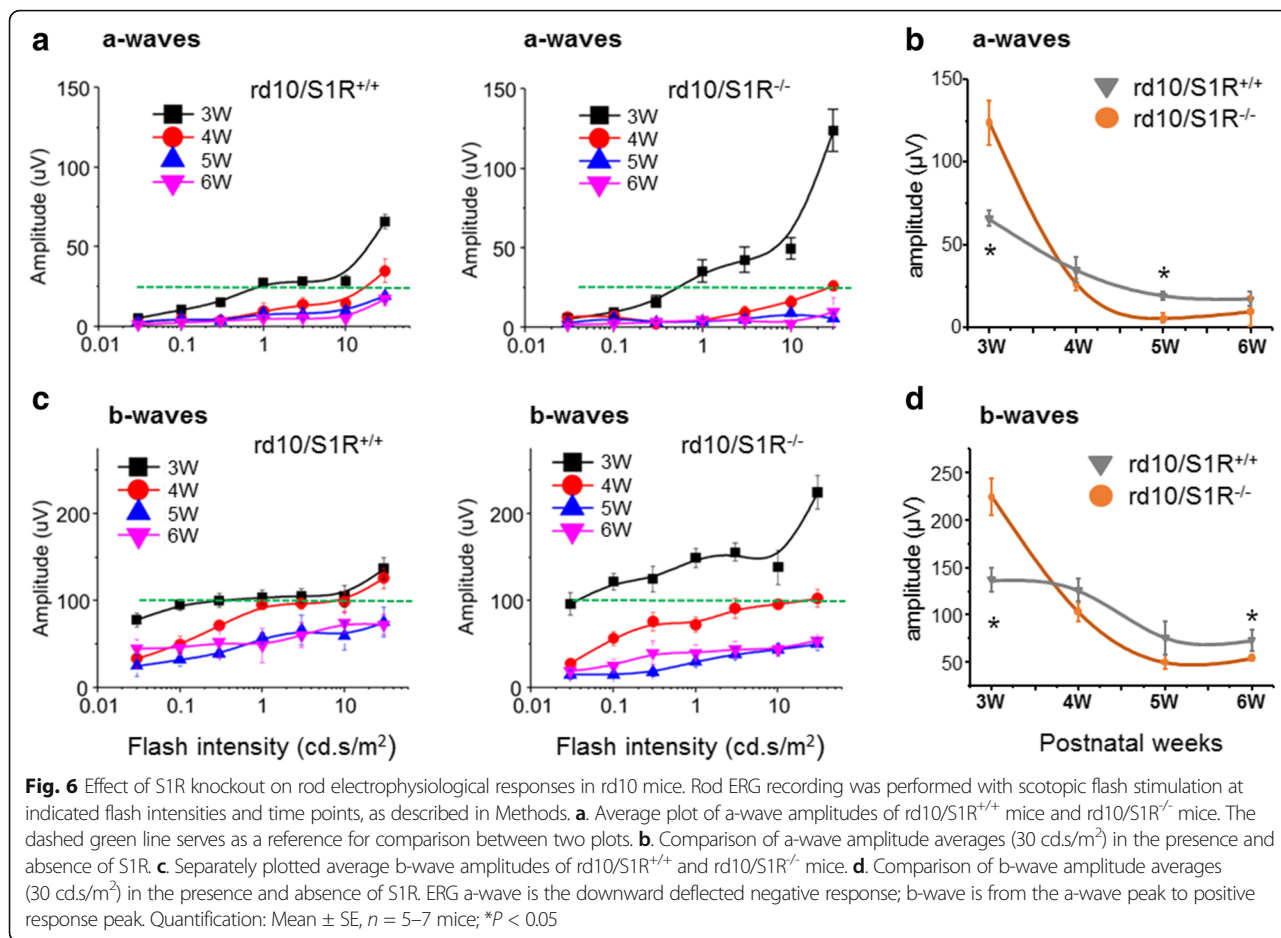 a
a-waves
rd10/S1R+/+
150
100
50
0
0.01
0.1
1
10
Amplitude (uV)
3W
4W
5W
6W
a-waves
rd10/S1R-/-
150
100
50
0
0.01
0.1
1
10
Amplitude (uV)
3W
4W
5W
6W
b
a-waves
rd10/S1R+/+
rd10/S1R-/-
150
100
50
0
amplitude (µV)
*
*
3W
4W
5W
6W
c
b-waves
rd10/S1R+/+
200
100
0
0.01
0.1
1
10
Amplitude (uV)
3W
4W
5W
6W
Flash intensity (cd.s/m2)
b-waves
rd10/S1R-/-
200
100
0
0.01
0.1
1
10
Amplitude (uV)
3W
4W
5W
6W
Flash intensity (cd.s/m2)
d
b-waves
rd10/S1R+/+
rd10/S1R-/-
250
200
150
100
50
amplitude (µV)
*
*
3W
4W
5W
6W
Postnatal weeks
Fig. 6 Effect of S1R knockout on rod electrophysiological responses in rd10 mice. Rod ERG recording was performed with scotopic flash stimulation at
indicated flash intensities and time points, as described in Methods. a. Average plot of a-wave amplitudes of rd10/S1R+/+ mice and rd10/S1R-/- mice. The
dashed green line serves as a reference for comparison between two plots. b. Comparison of a-wave amplitude averages (30 cd.s/m2) in the presence and
absence of S1R. c. Separately plotted average b-wave amplitudes of rd10/S1R+/+ and rd10/S1R-/- mice. d. Comparison of b-wave amplitude averages
(30 cd.s/m2) in the presence and absence of S1R. ERG a-wave is the downward deflected negative response; b-wave is from the a-wave peak to positive
response peak. Quantification: Mean ± SE, n = 5–7 mice; *P < 0.05